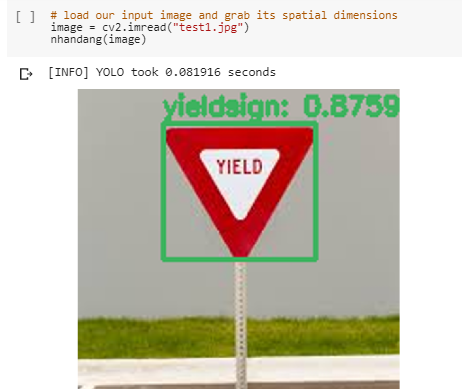 [ ] # load our input image and grab its spatial dimensions
image = cv2.imread("test1.jpg")
nhandang(image)
[INFO] YOLO took 0.081916 seconds
yieldsign: 0.8759
YIELD